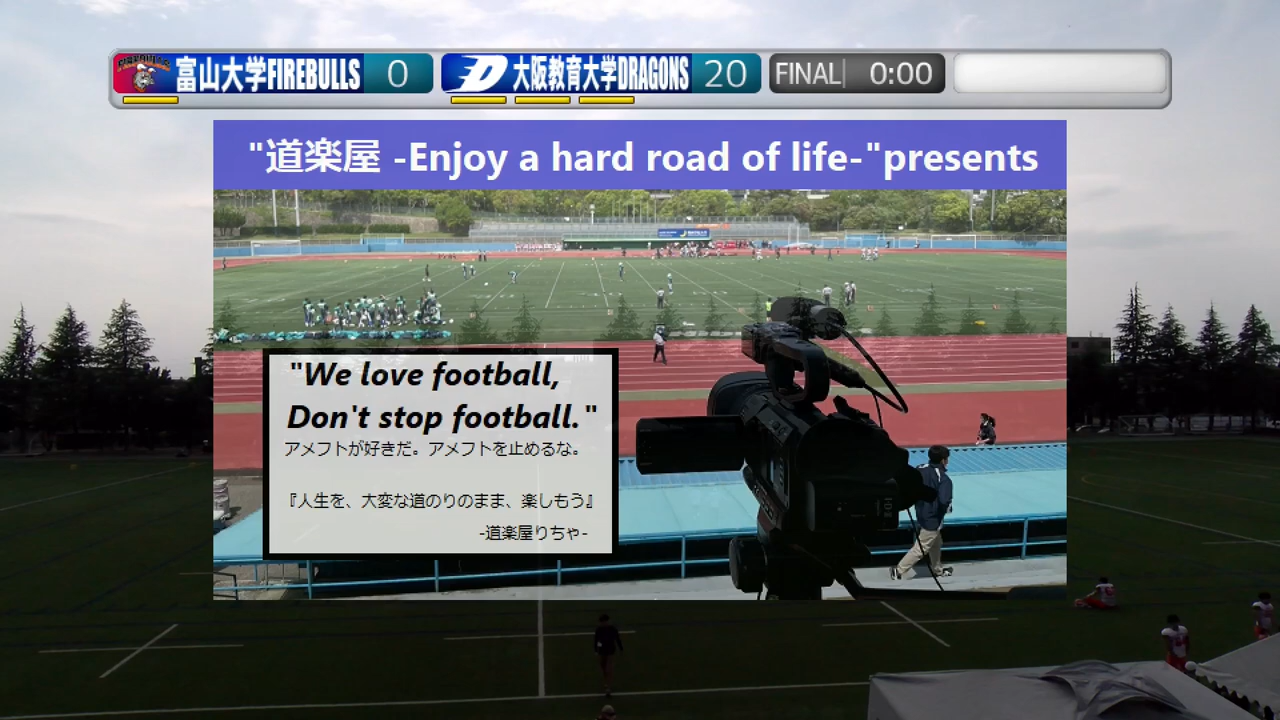 富山大学FIREBULLS 0 大阪教育大学DRAGONS 20 FINAL 0:00
"道楽屋 -Enjoy a hard road of life-"presents
"We love football,
Don't stop football."
アメフトが好きだ。アメフトを止めるな。
『人生を、大変な道のりのまま、楽しもう』
-道楽屋りちゃ-